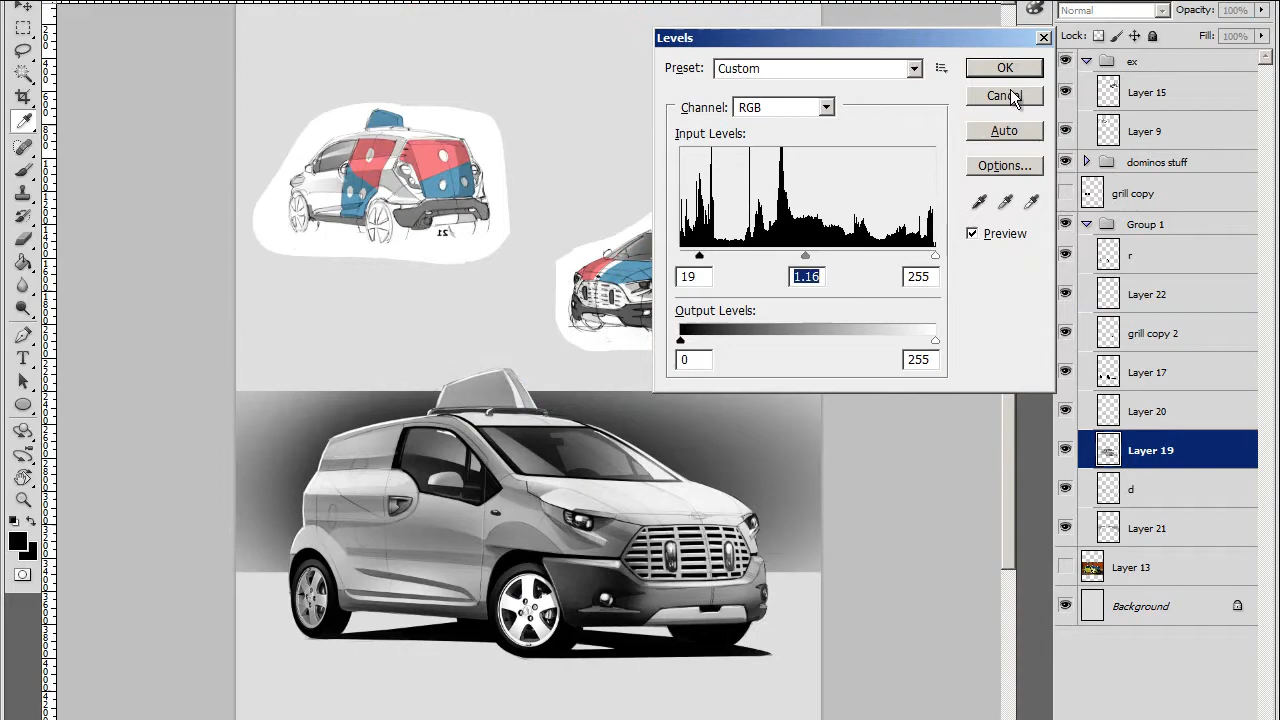 Levels
Preset: Custom
OK
Cancel
Channel: RGB
Auto
Input Levels:
Options...
Preview
19 1.16 255
Output Levels:
0 255
Normal Opacity: 100%
Lock: Fill: 100%
ex
Layer 15
Layer 9
dominos stuff
grill copy
Group 1
r
Layer 22
grill copy 2
Layer 17
Layer 20
Layer 19
d
Layer 21
Layer 13
Background